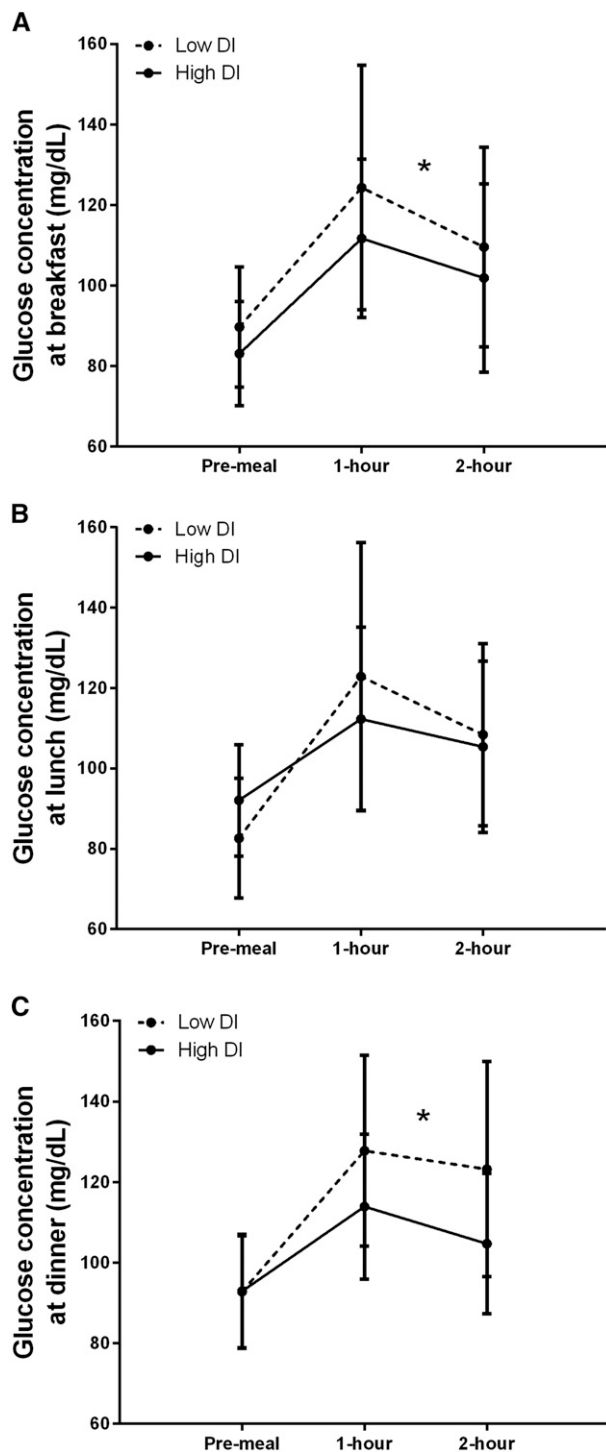 A
160
140
120
100
80
60
Glucose concentration
at breakfast (mg/dL)
Low DI
High DI
*
Pre-meal 1-hour 2-hour
B
160
140
120
100
80
60
Glucose concentration
at lunch (mg/dL)
Low DI
High DI
Pre-meal 1-hour 2-hour
C
160
140
120
100
80
60
Glucose concentration
at dinner (mg/dL)
Low DI
High DI
*
Pre-meal 1-hour 2-hour